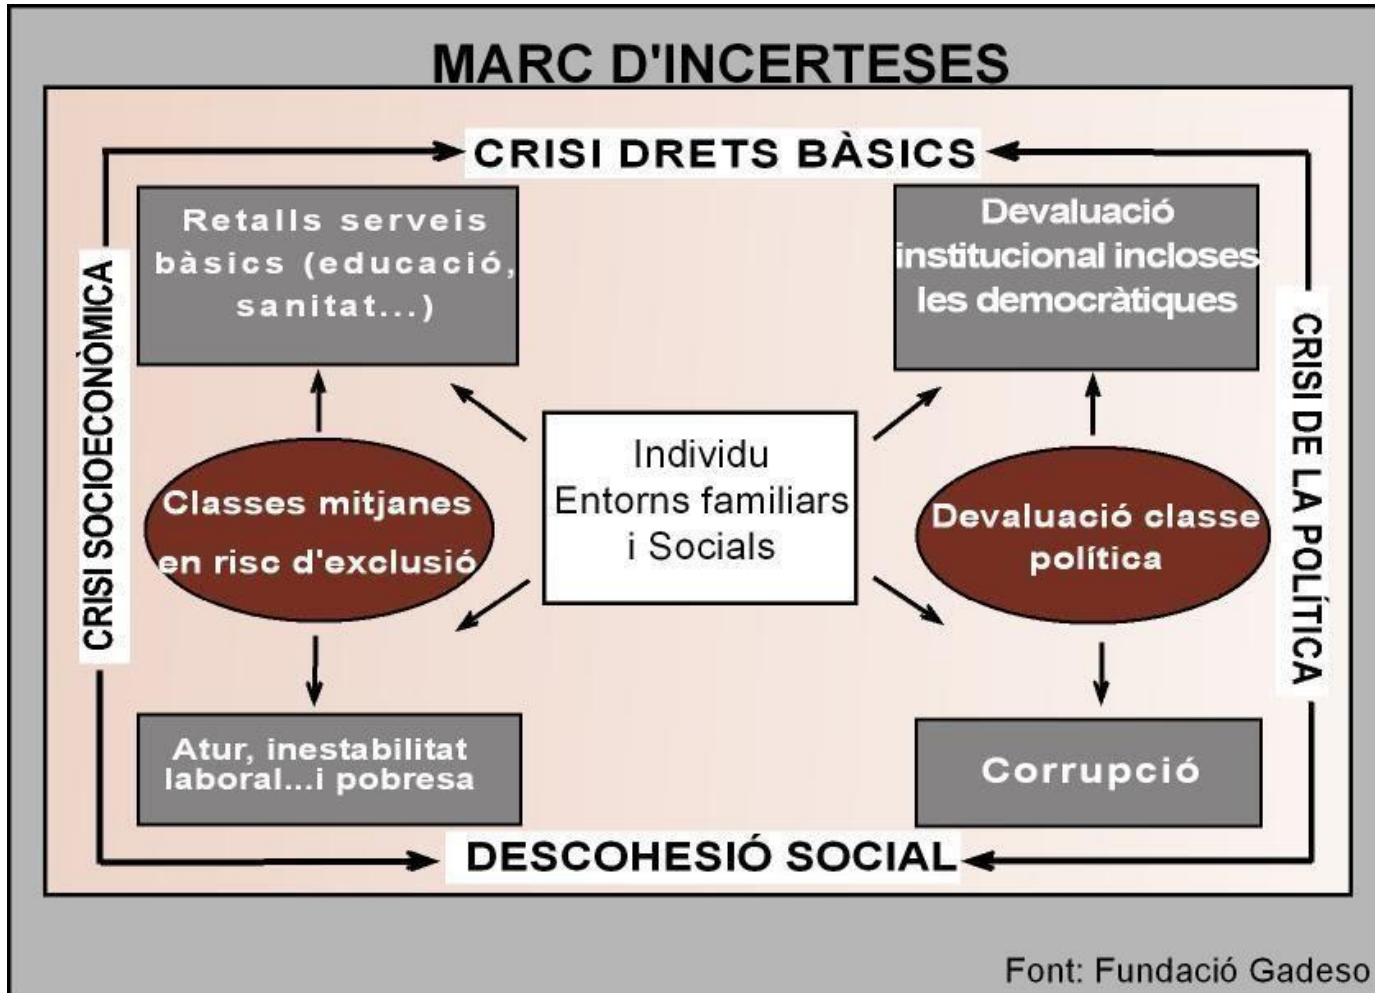 MARC D'INCERTESES
CRISI DRETS BÀSICS
Retalls serveis
bàsics (educació,
sanitat...)
Devaluació
institucional incloses
les democràtiques
CRISI SOCIOECONÒMICA
CRISI DE LA POLÍTICA
Classes mitjanes
en risc d'exclusió
Individu
Entorns familiars
i Socials
Devaluació classe
política
Atur, inestabilitat
laboral...i pobresa
Corrupció
DESCOHESIÓ SOCIAL
Font: Fundació Gadeso